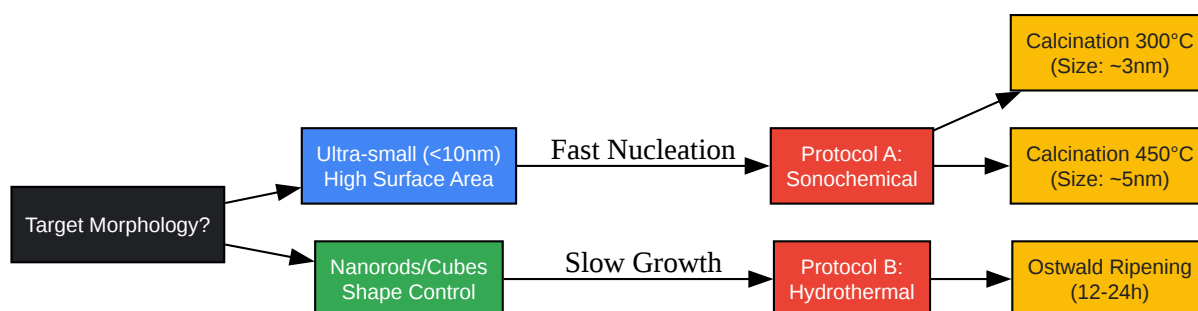 Calcination 300°C
(Size: ~3nm)
Ultra-small (<10nm)
High Surface Area
Fast Nucleation
Protocol A:
Sonochemical
Calcination 450°C
(Size: ~5nm)
Target Morphology?
Nanorods/Cubes
Shape Control
Slow Growth
Protocol B:
Hydrothermal
Ostwald Ripening
(12-24h)